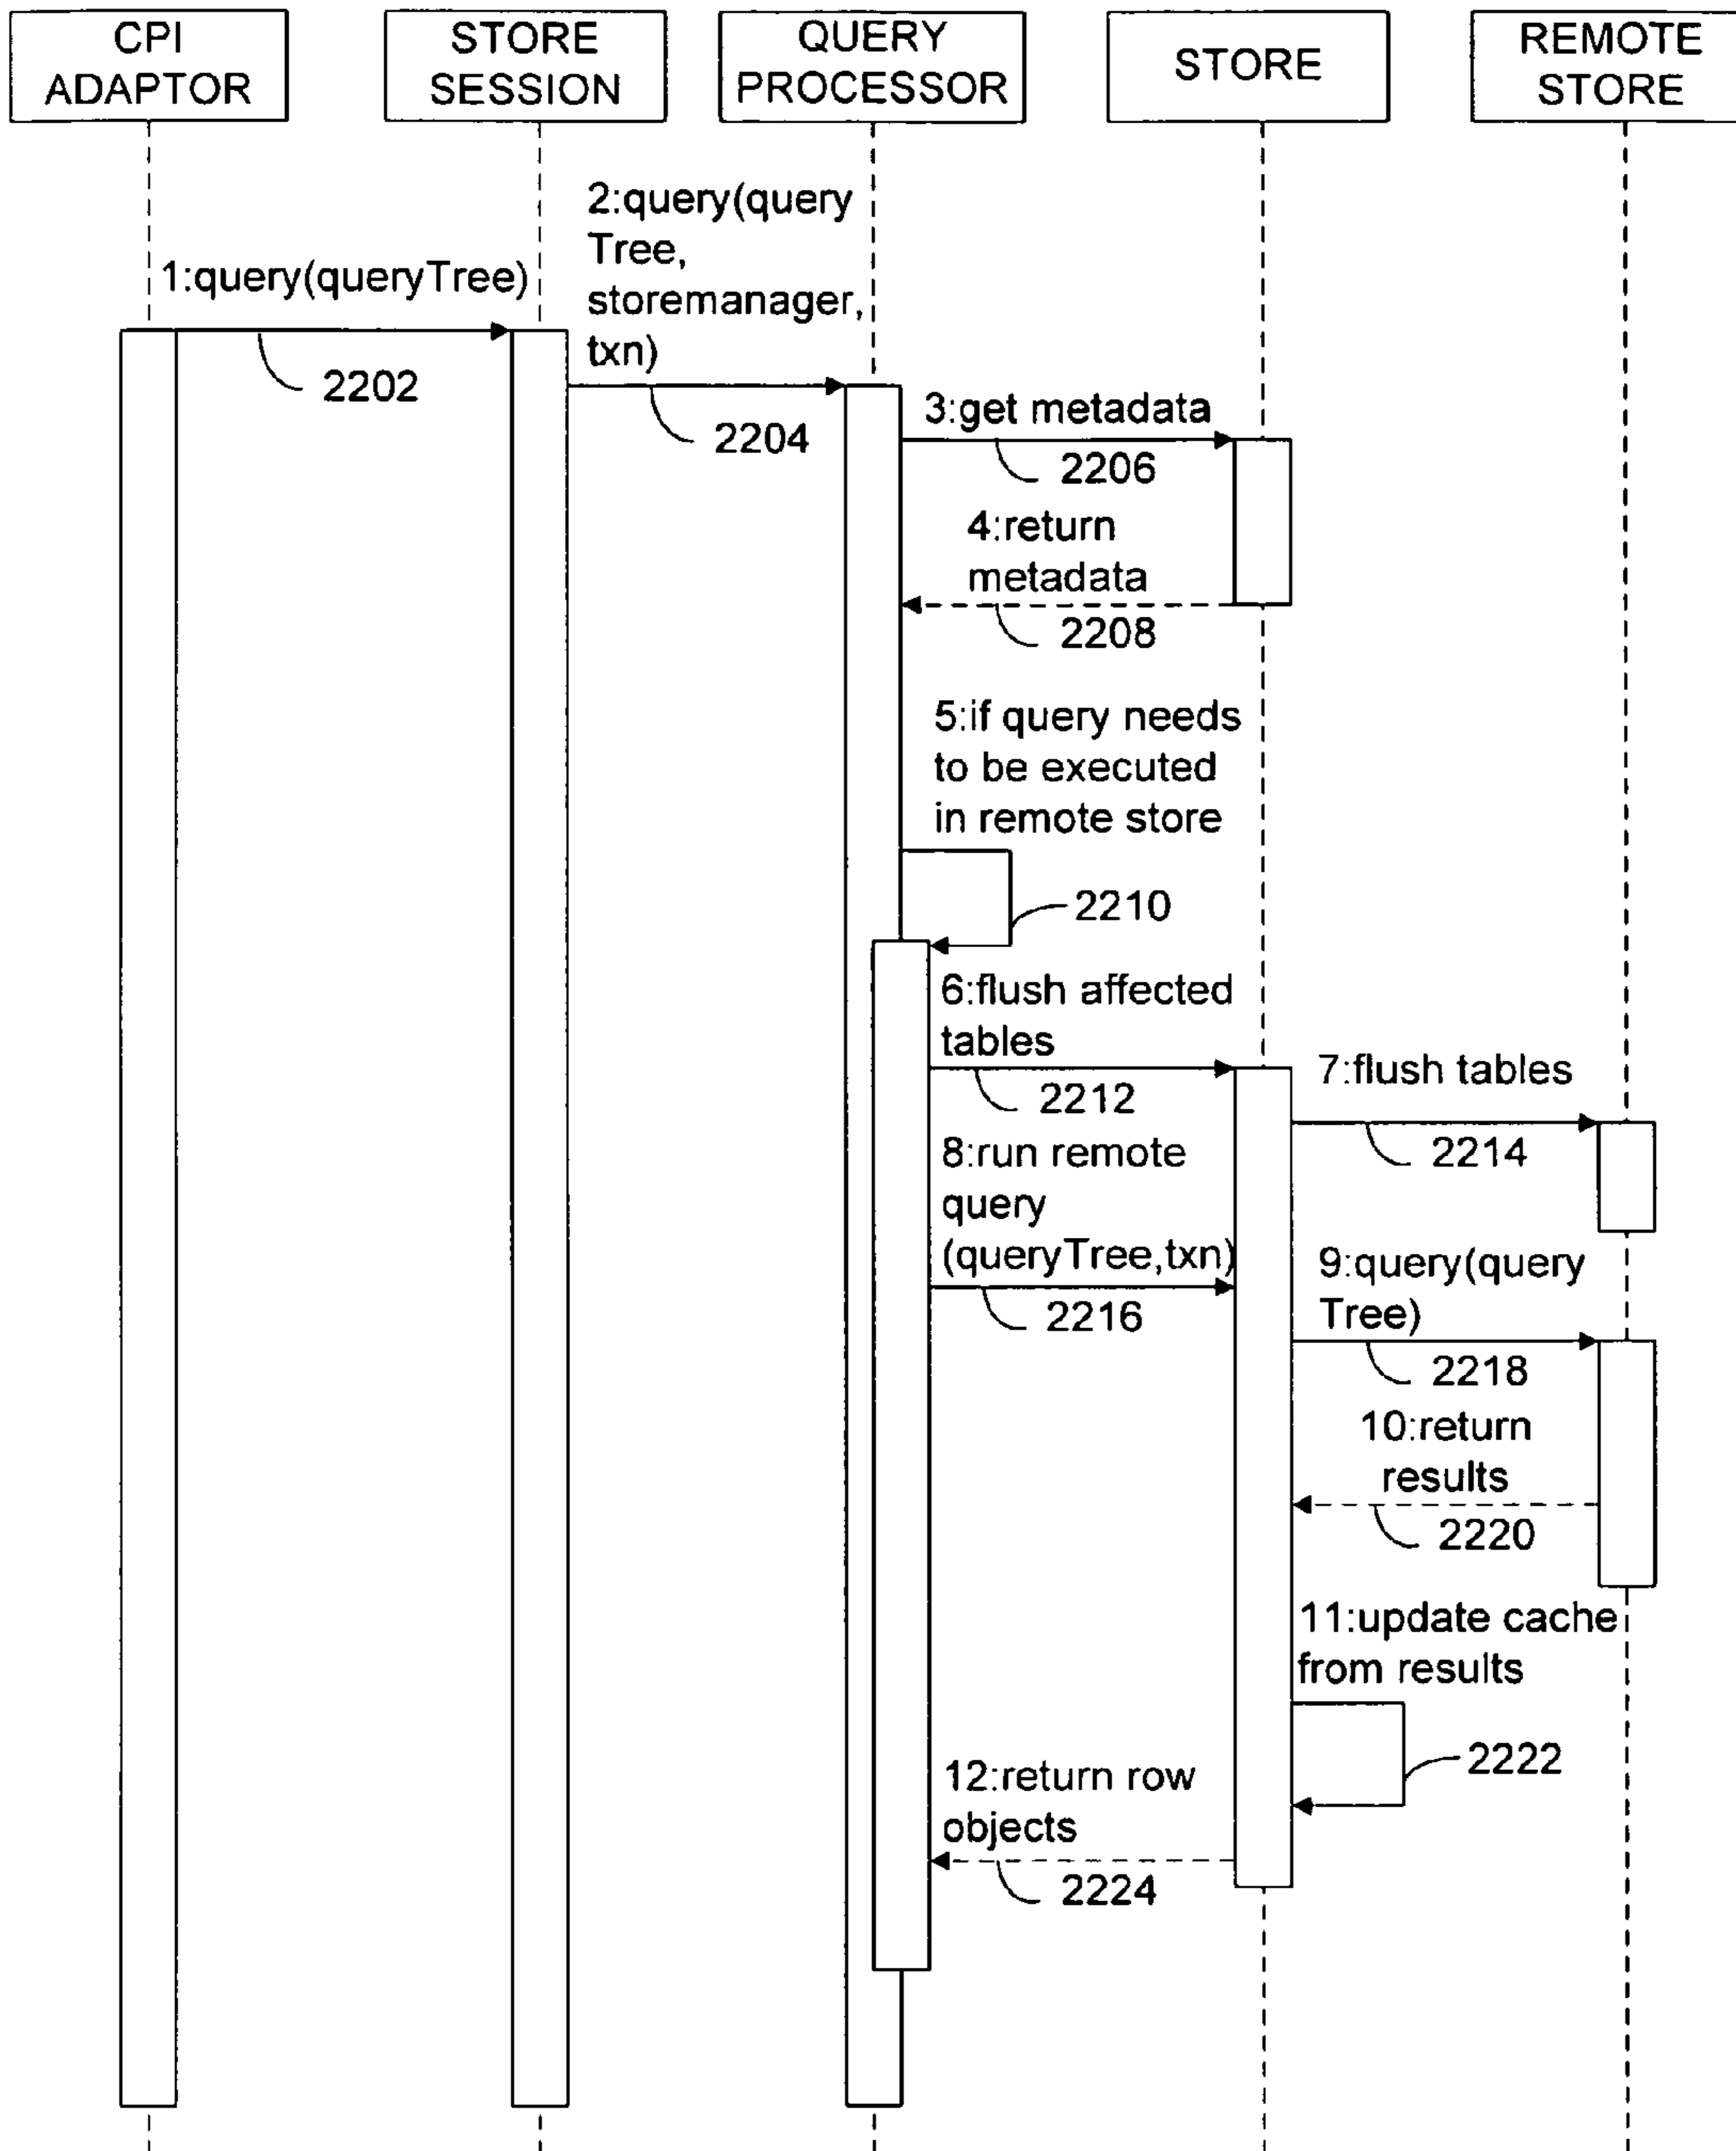 CPI
ADAPTOR
STORE
SESSION
QUERY
PROCESSOR
STORE
REMOTE
STORE
1:query(queryTree)
2202
2:query(query
Tree,
storemanager,
txn)
2204
3:get metadata
2206
4:return
metadata
2208
5:if query needs
to be executed
in remote store
2210
6:flush affected
tables
2212
7:flush tables
2214
8:run remote
query
(queryTree,txn)
2216
9:query(query
Tree)
2218
10:return
results
2220
11:update cache
from results
2222
12:return row
objects
2224